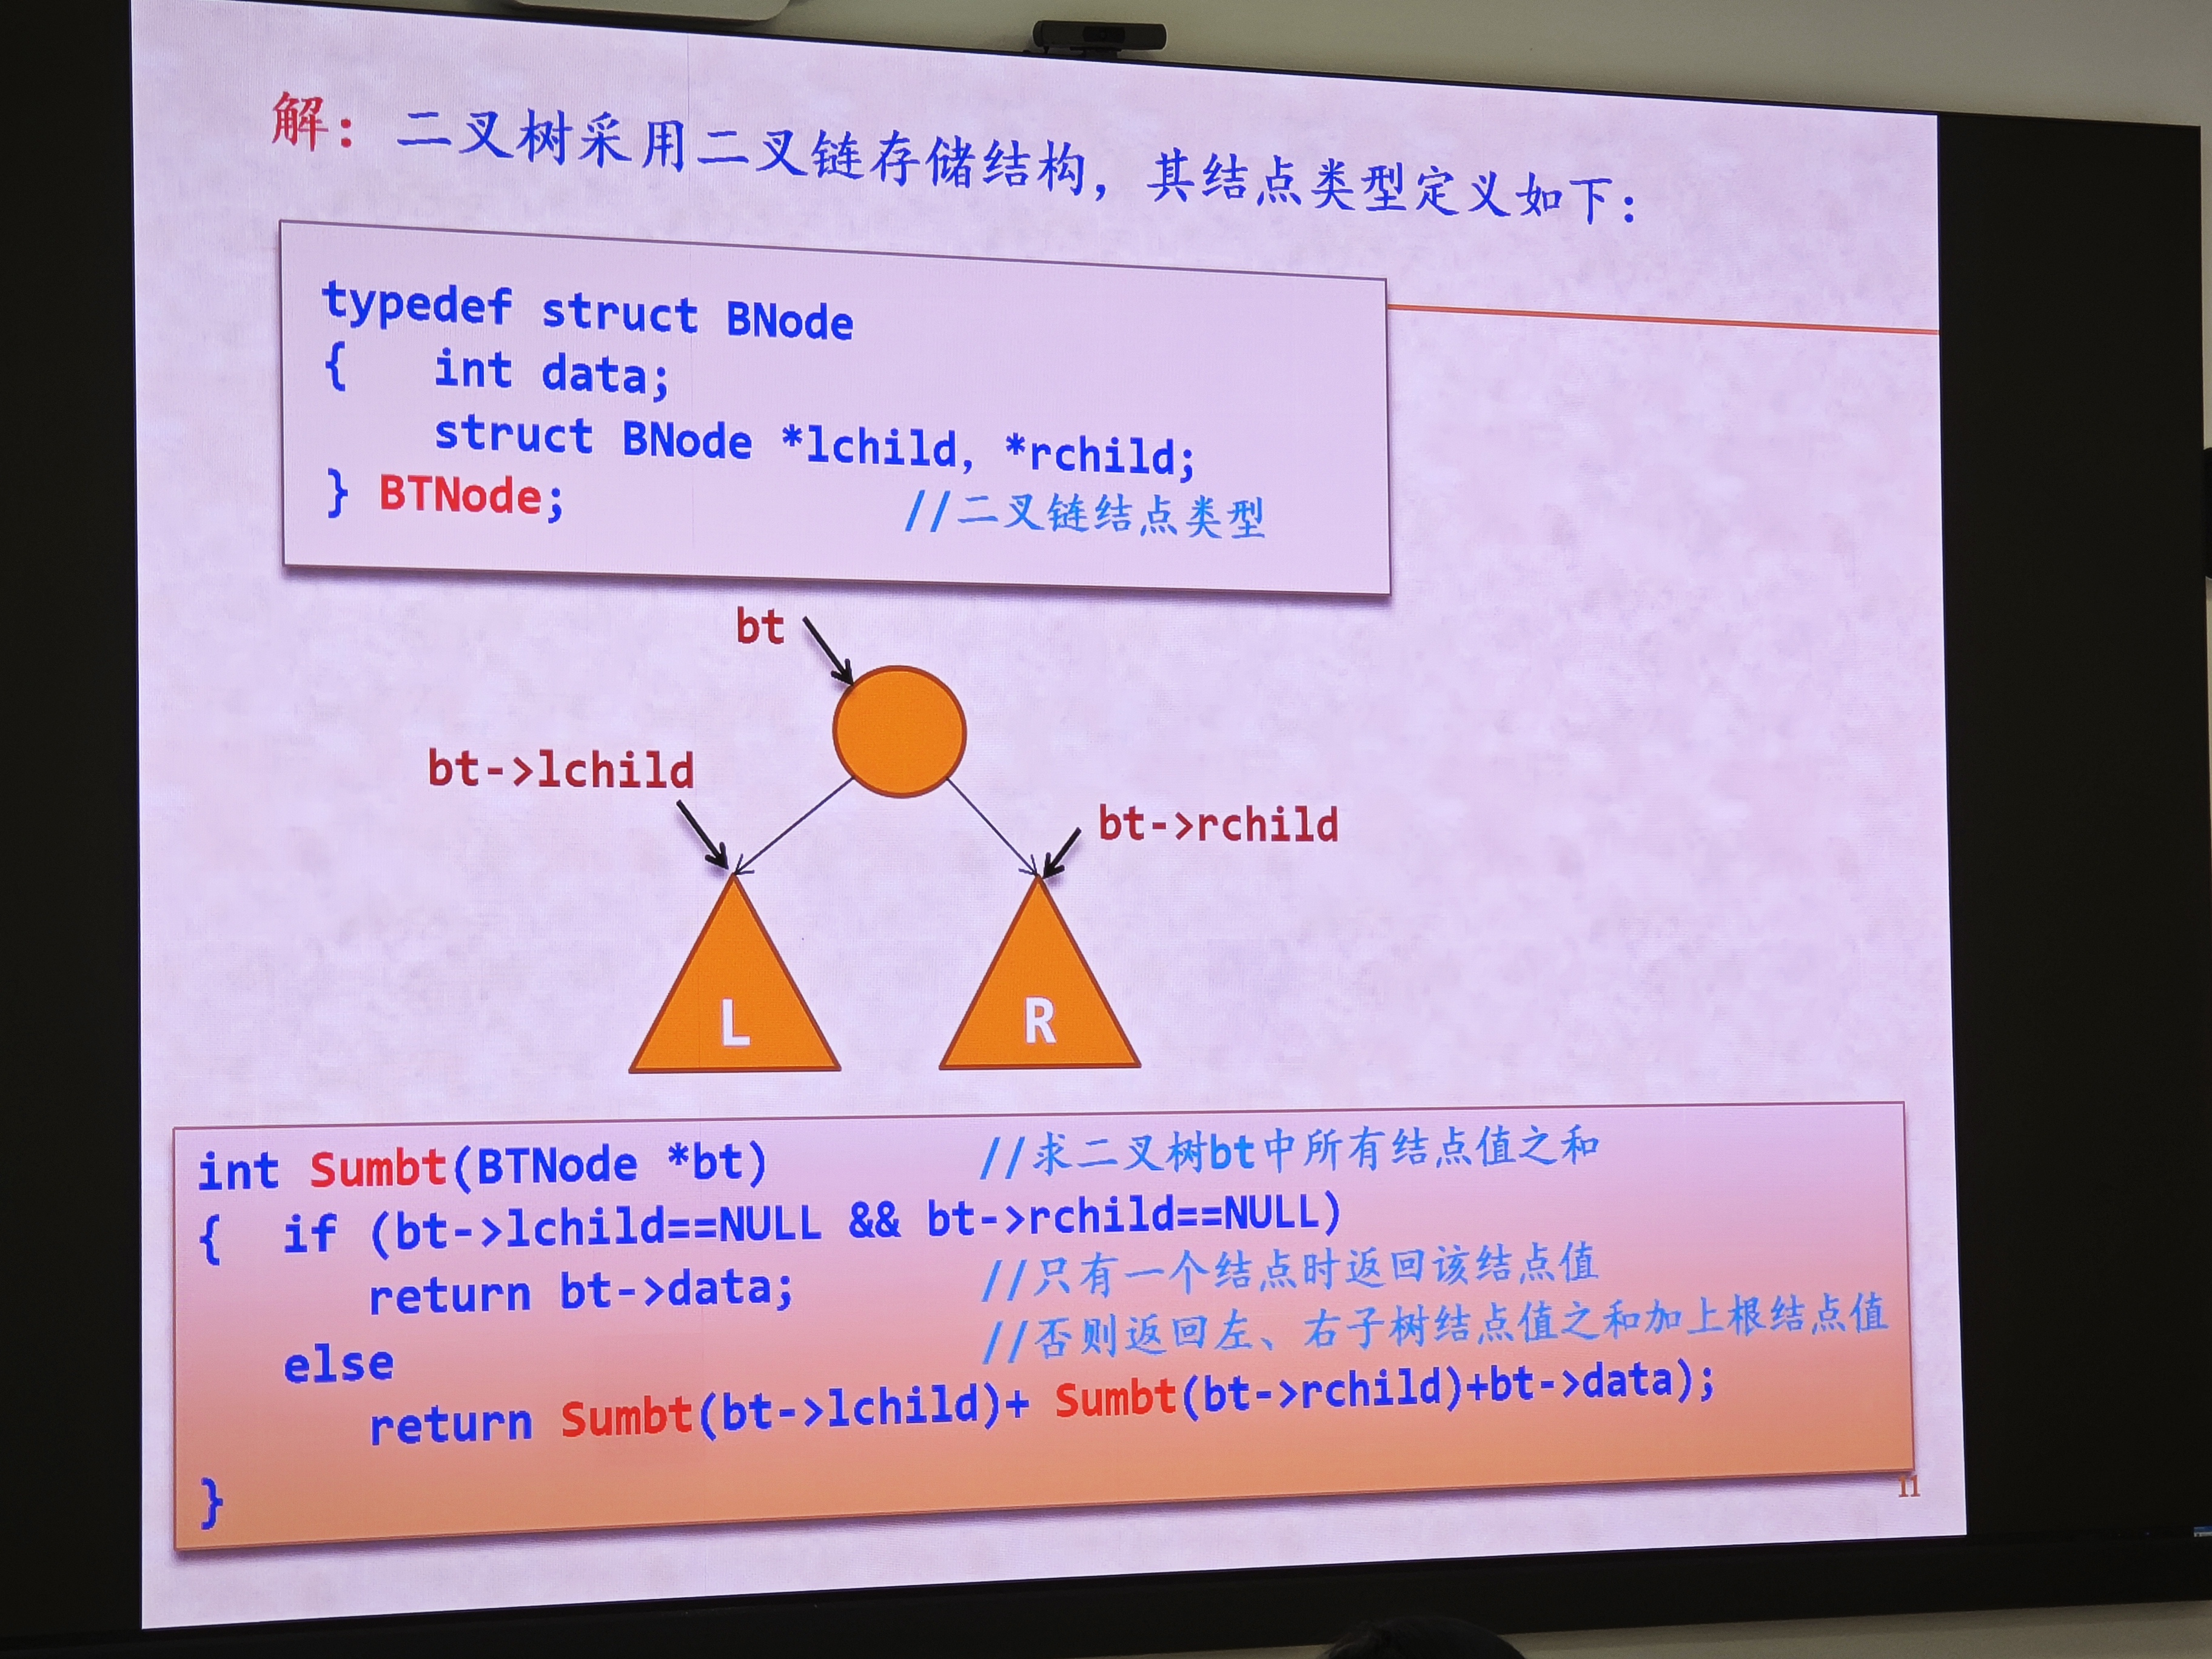 解：二叉树采用二叉链存储结构，其结点类型定义如下：
typedef struct BNode
{   int data;
    struct BNode *lchild, *rchild;
} BTNode;   //二叉链结点类型
bt
bt->lchild
bt->rchild
L
R
int Sumbt(BTNode *bt)   //求二叉树bt中所有结点值之和
{  if (bt->lchild==NULL && bt->rchild==NULL)
      return bt->data;   //只有一个结点时返回该结点值
   else   //否则返回左、右子树结点值之和加上根结点值
      return Sumbt(bt->lchild)+ Sumbt(bt->rchild)+bt->data);
}
11